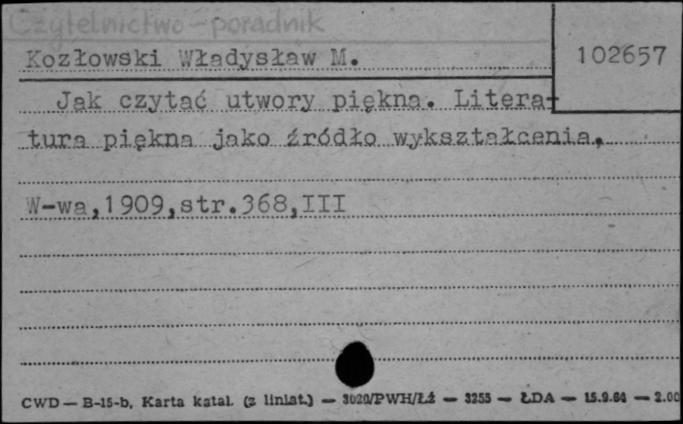 Czytelnictwo - poradnik
Kozłowski Władysław M.
102657
Jak czytać utwory piękna. Litera-
tura piękna jako źródło wykształcenia.
W-wa,1909,str.368,III
CWD — B-15-b, Karta katal. (z liniat.) — 3020/PWH/Łź — 3255 — ŁDA — 15.9.64 — 2.00